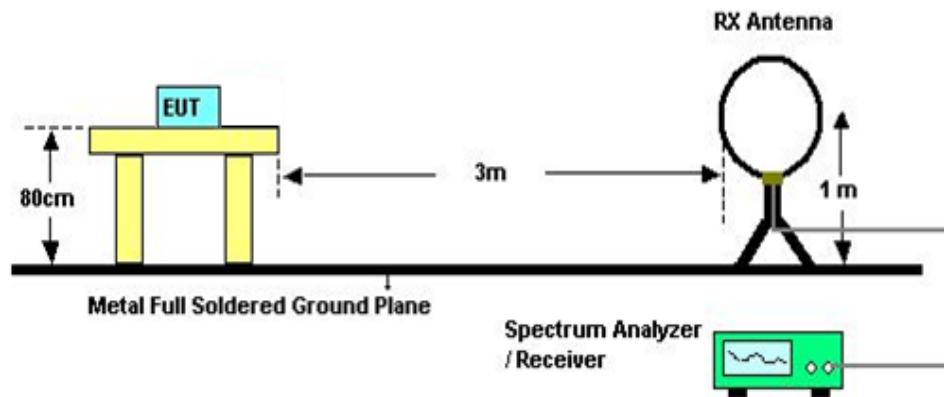 RX Antenna
EUT
80cm
3m
1 m
Metal Full Soldered Ground Plane
Spectrum Analyzer
/ Receiver